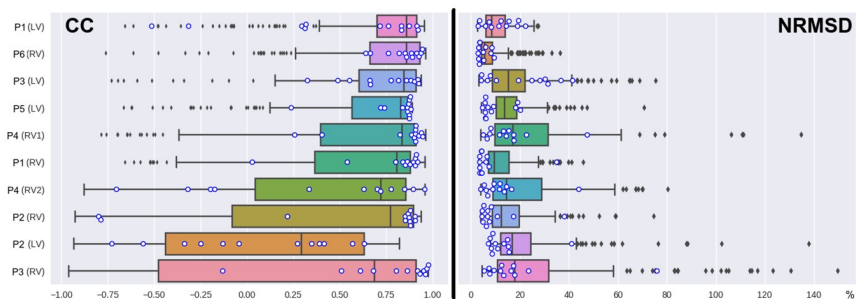 CC NRMSD
P1 (LV)
P6 (RV)
P3 (LV)
P5 (LV)
P4 (RV1)
P1 (RV)
P4 (RV2)
P2 (RV)
P2 (LV)
P3 (RV)
-1.00 -0.75 -0.50 -0.25 0.00 0.25 0.50 0.75 1.00 0 20 40 60 80 100 120 140 %